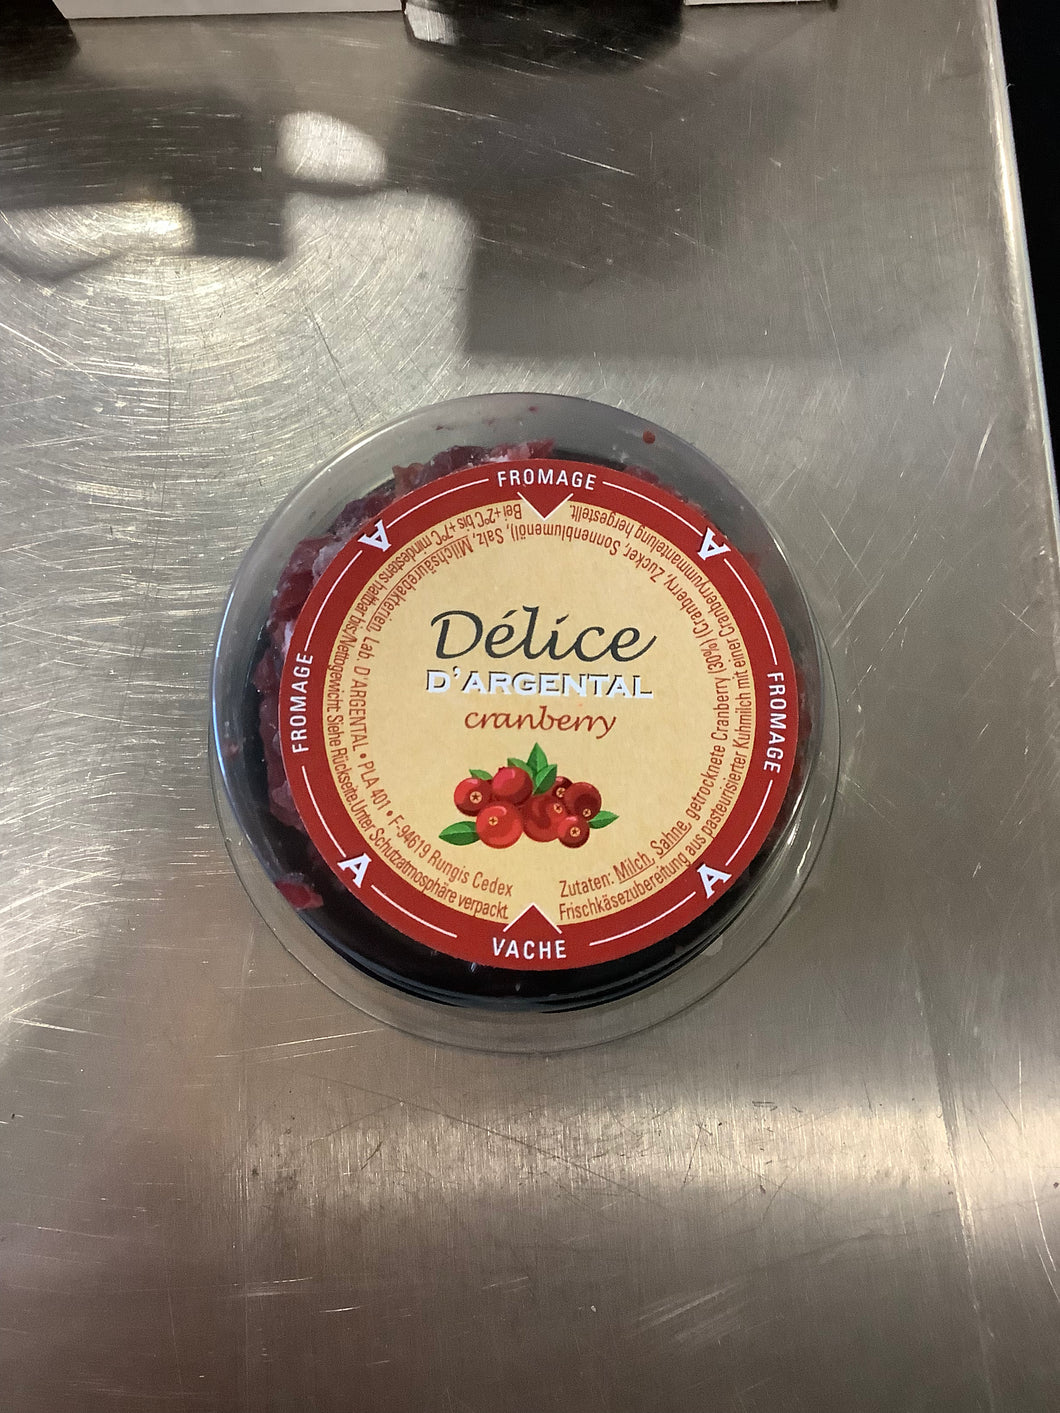 FROMAGE
A
A
FROMAGE
FROMAGE
A
A
VACHE
Délice
D'ARGENTAL
cranberry
Zutaten: Milch, Sahne, getrocknete Cranberry (30%) (Cranberry, Zucker, Sonnenblumenöl), Salz, Milchsäurebakterien, Lab. D'ARGENTAL • PLA 401 • F-94619 Rungis Cedex
Frischkäsezubereitung aus pasteurisierter Kuhmilch mit einer Cranberryummantelung hergestellt.
Bei +2°C bis +7°C mindestens haltbar bis/Nettogewicht: Siehe Rückseite. Unter Schutzatmosphäre verpackt.